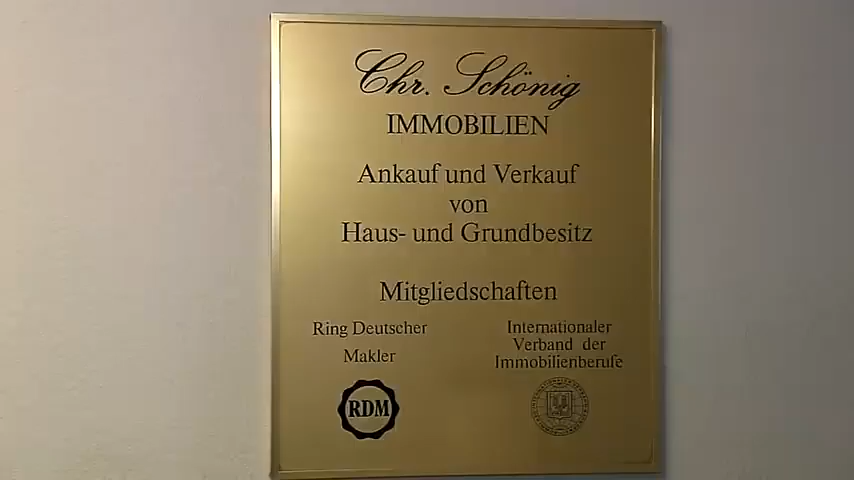 Chr. Schönig
IMMOBILIEN
Ankauf und Verkauf
von
Haus- und Grundbesitz
Mitgliedschaften
Ring Deutscher
Makler
RDM
Internationaler
Verband der
Immobilienberufe